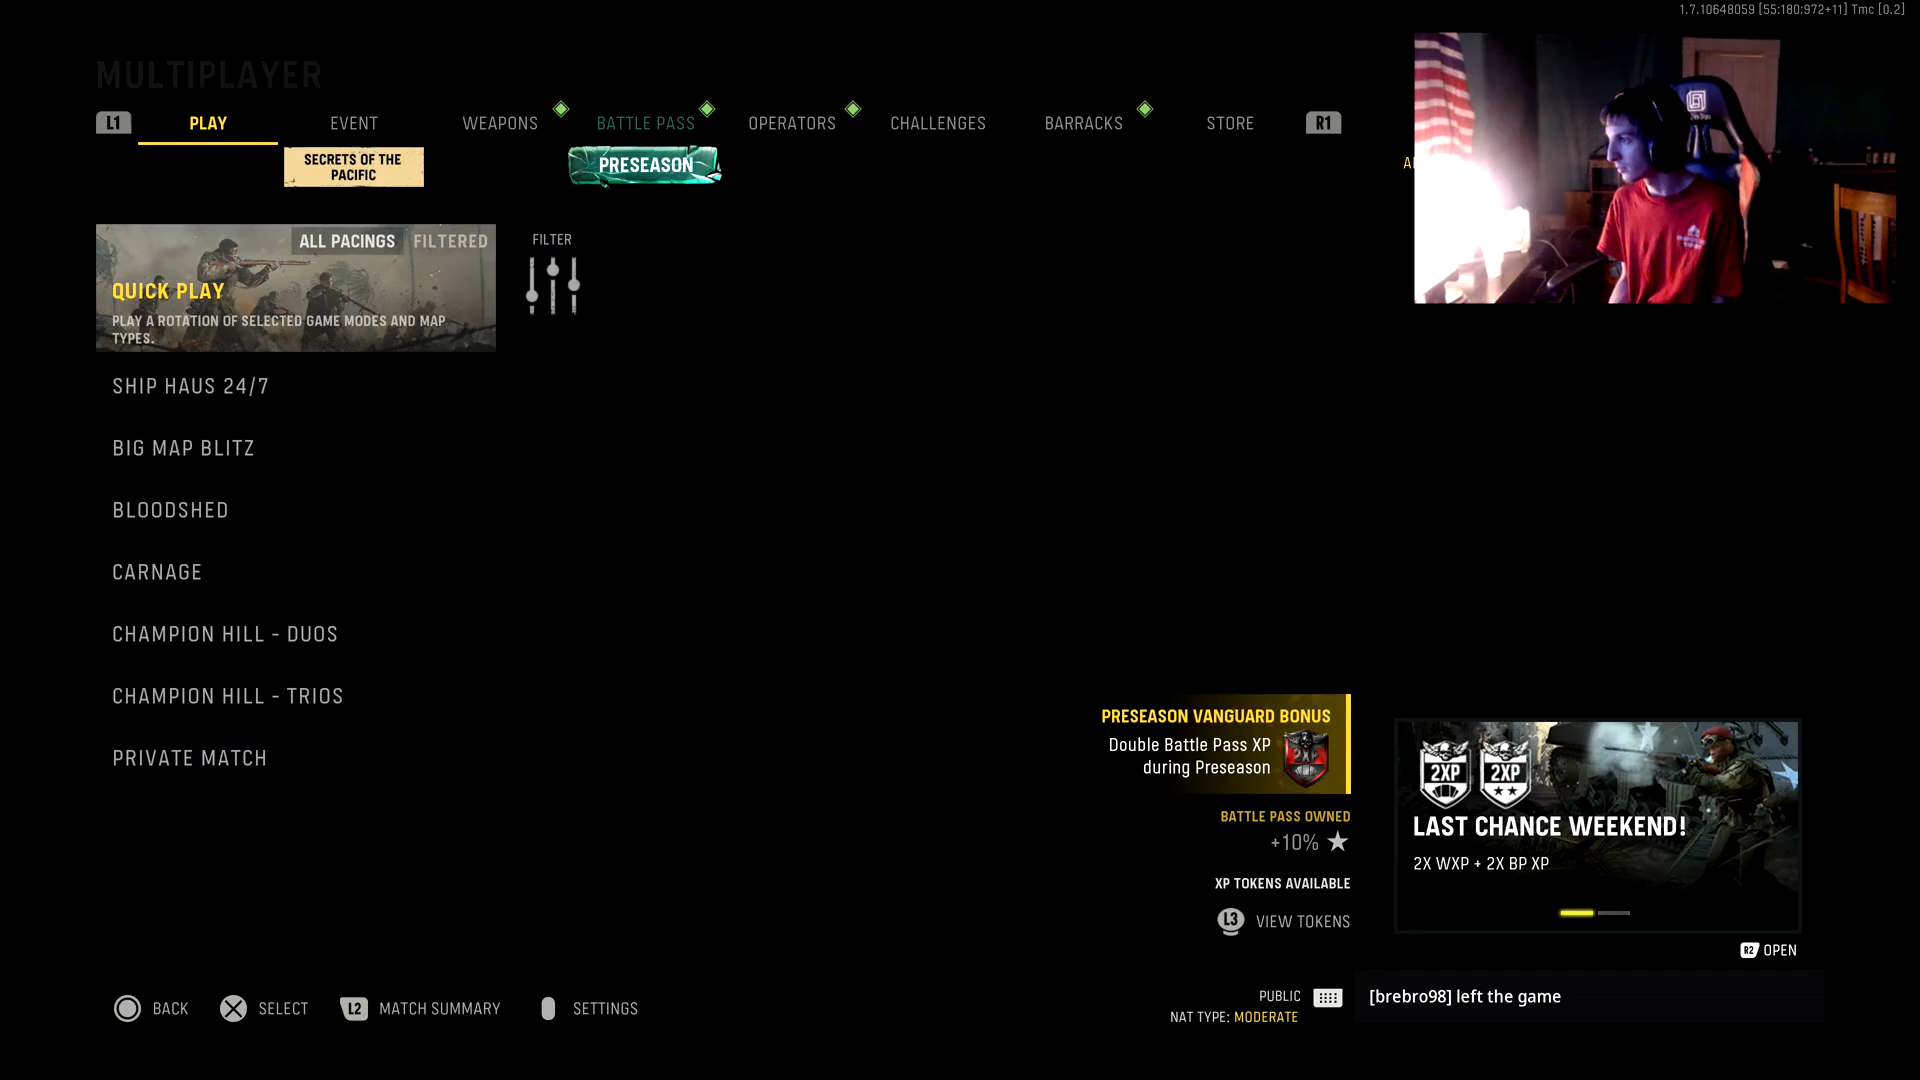 1.7.10648059 [55:180:972+11] Tmc [0.2]
MULTIPLAYER
L1
PLAY
EVENT
WEAPONS
BATTLE PASS
OPERATORS
CHALLENGES
BARRACKS
STORE
R1
SECRETS OF THE
PACIFIC
PRESEASON
ALL PACINGS
FILTERED
FILTER
QUICK PLAY
PLAY A ROTATION OF SELECTED GAME MODES AND MAP
TYPES.
SHIP HAUS 24/7
BIG MAP BLITZ
BLOODSHED
CARNAGE
CHAMPION HILL - DUOS
CHAMPION HILL - TRIOS
PRIVATE MATCH
PRESEASON VANGUARD BONUS
Double Battle Pass XP
during Preseason
2XP
BATTLE PASS OWNED
+10%
XP TOKENS AVAILABLE
L3 VIEW TOKENS
2XP
2XP
LAST CHANCE WEEKEND!
2X WXP + 2X BP XP
R2 OPEN
BACK
SELECT
L2 MATCH SUMMARY
SETTINGS
PUBLIC
NAT TYPE: MODERATE
[brebro98] left the game